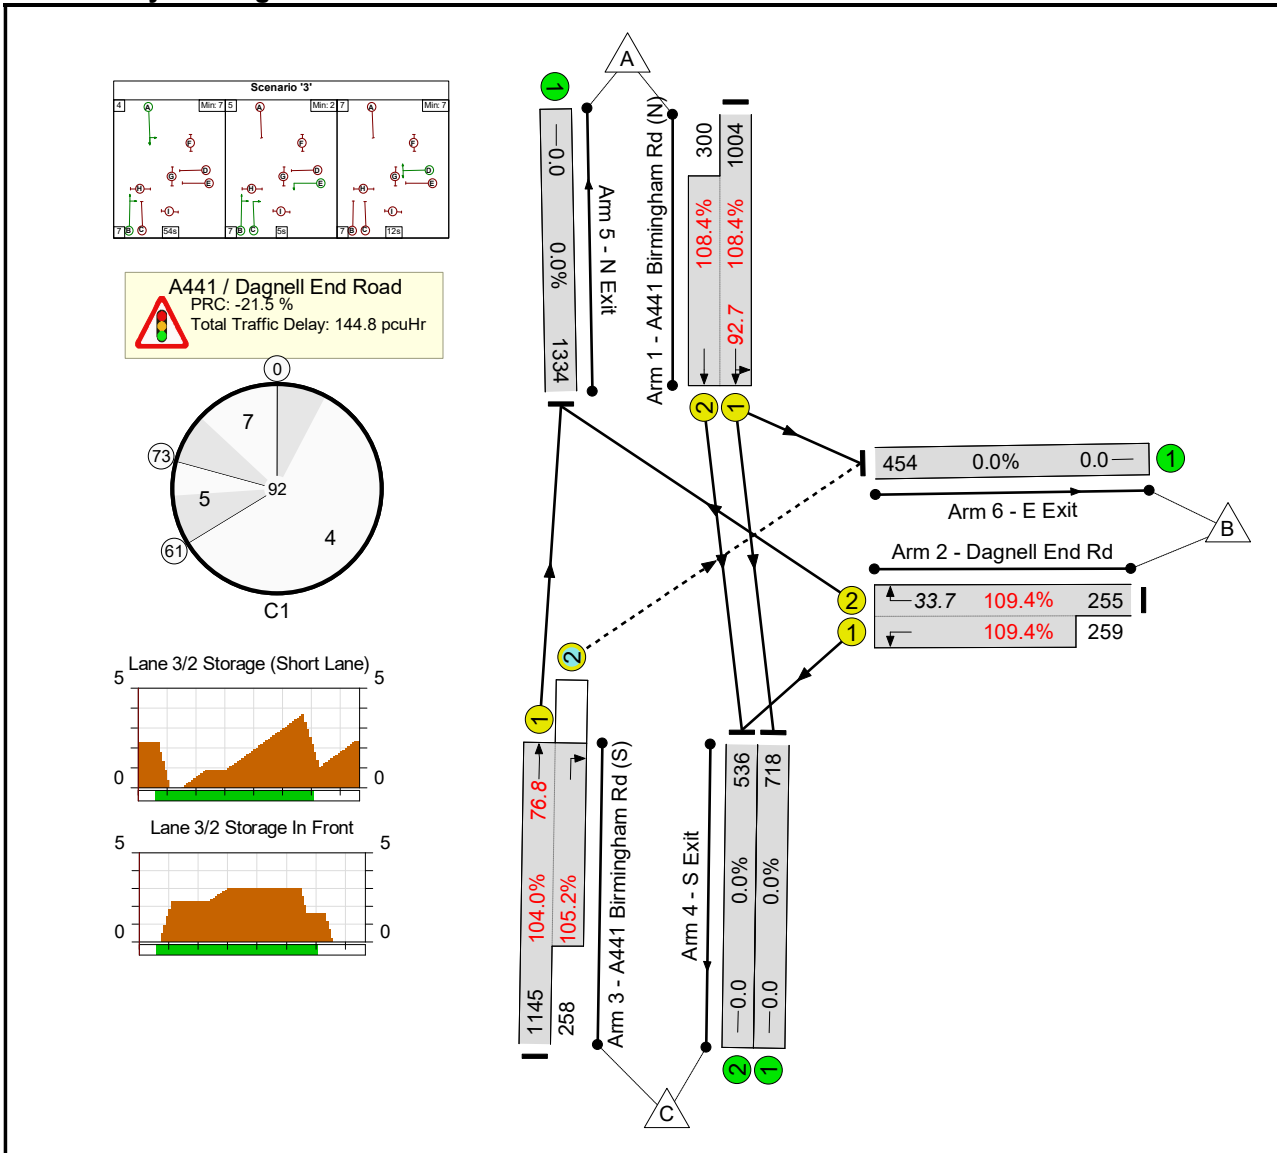 Scenario '3'
4
A
Min: 7
F
G
D
E
H
I
B
C
7
54s
5
A
Min: 2
F
G
D
E
H
I
B
C
7
5s
7
A
Min: 7
F
G
D
E
H
I
B
C
7
12s
A441 / Dagnell End Road
PRC: -21.5 %
Total Traffic Delay: 144.8 pcuHr
0
7
73
5
92
4
61
C1
Lane 3/2 Storage (Short Lane)
5
5
0
0
Lane 3/2 Storage In Front
5
5
0
0
A
1
0.0
0.0%
1334
Arm 5 - N Exit
Arm 1 - A441 Birmingham Rd (N)
300
108.4%
1004
108.4%
92.7
2
1
454
0.0%
0.0
1
Arm 6 - E Exit
B
Arm 2 - Dagnell End Rd
2
33.7
109.4%
255
1
109.4%
259
2
1
76.8
104.0%
1145
105.2%
258
Arm 3 - A441 Birmingham Rd (S)
Arm 4 - S Exit
536
0.0%
0.0
718
0.0%
0.0
2
1
C